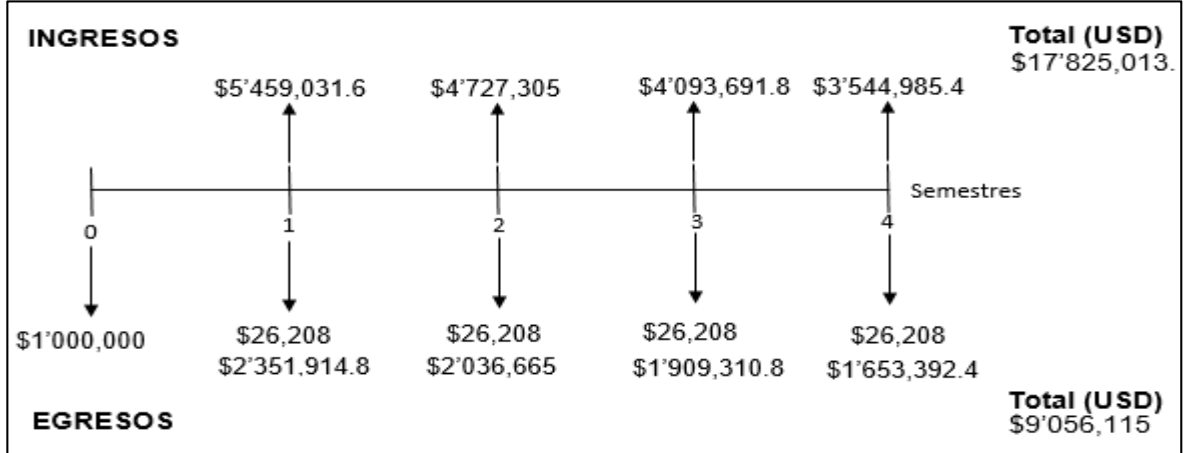 INGRESOS
Total (USD)
$17’825,013.
$5’459,031.6 $4’727,305 $4’093,691.8 $3’544,985.4
Semestres
0 1 2 3 4
$1’000,000 $26,208 $26,208 $26,208 $26,208
$2’351,914.8 $2’036,665 $1’909,310.8 $1’653,392.4
Total (USD)
EGRESOS $9’056,115